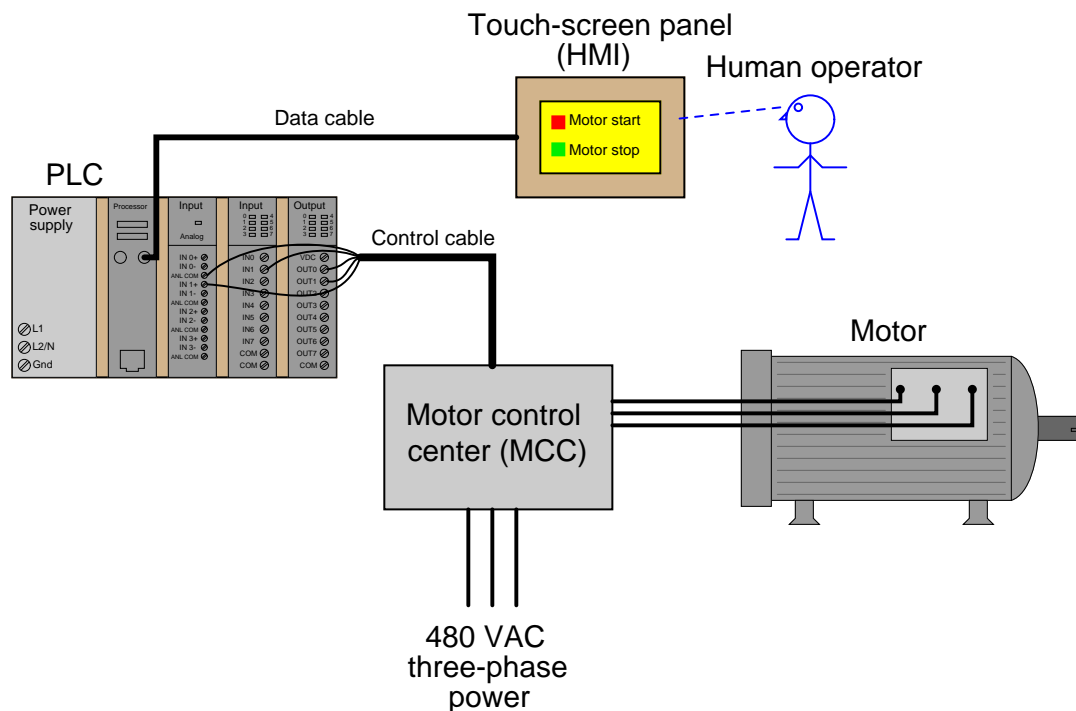 Touch-screen panel
(HMI)
Human operator
Data cable
Motor start
Motor stop
PLC
Power
supply
L1
L2/N
Gnd
Processor
Input
Analog
IN 0+
IN 0-
ANL COM
IN 1+
IN 1-
ANL COM
IN 2+
IN 2-
ANL COM
IN 3+
IN 3-
ANL COM
Input
0 4
1 5
2 6
3 7
IN0
IN1
IN2
IN3
IN4
IN5
IN6
IN7
COM
COM
Output
0 4
1 5
2 6
3 7
VDC
OUT0
OUT1
OUT2
OUT3
OUT4
OUT5
OUT6
OUT7
COM
Control cable
Motor
Motor control
center (MCC)
480 VAC
three-phase
power